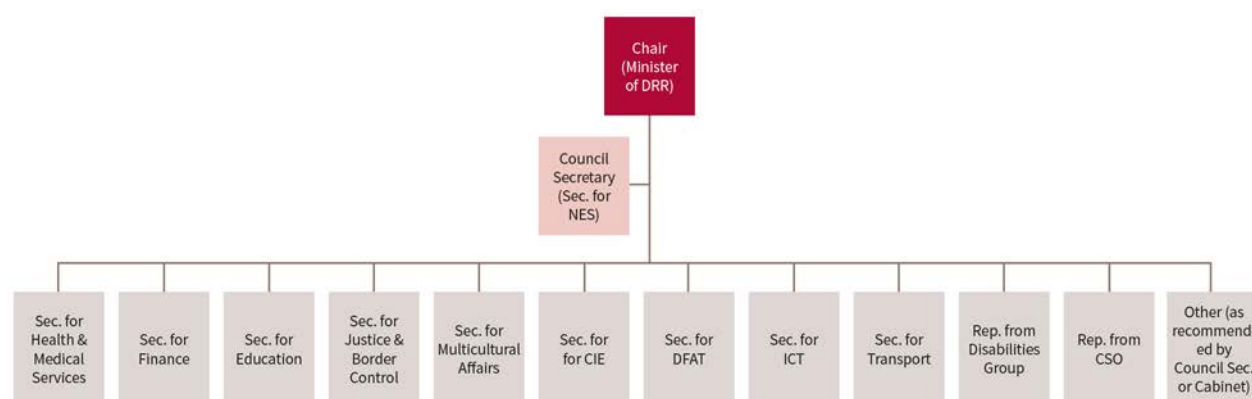 Chair
(Minister
of DRR)
Council
Secretary
(Sec. for
NES)
Sec. for
Health &
Medical
Services
Sec. for
Finance
Sec. for
Education
Sec. for
Justice &
Border
Control
Sec. for
Multicultural
Affairs
Sec. for
for CIE
Sec. for
DFAT
Sec. for
ICT
Sec. for
Transport
Rep. from
Disabilities
Group
Rep. from
CSO
Other (as
recommend
ed by
Council Sec.
or Cabinet)